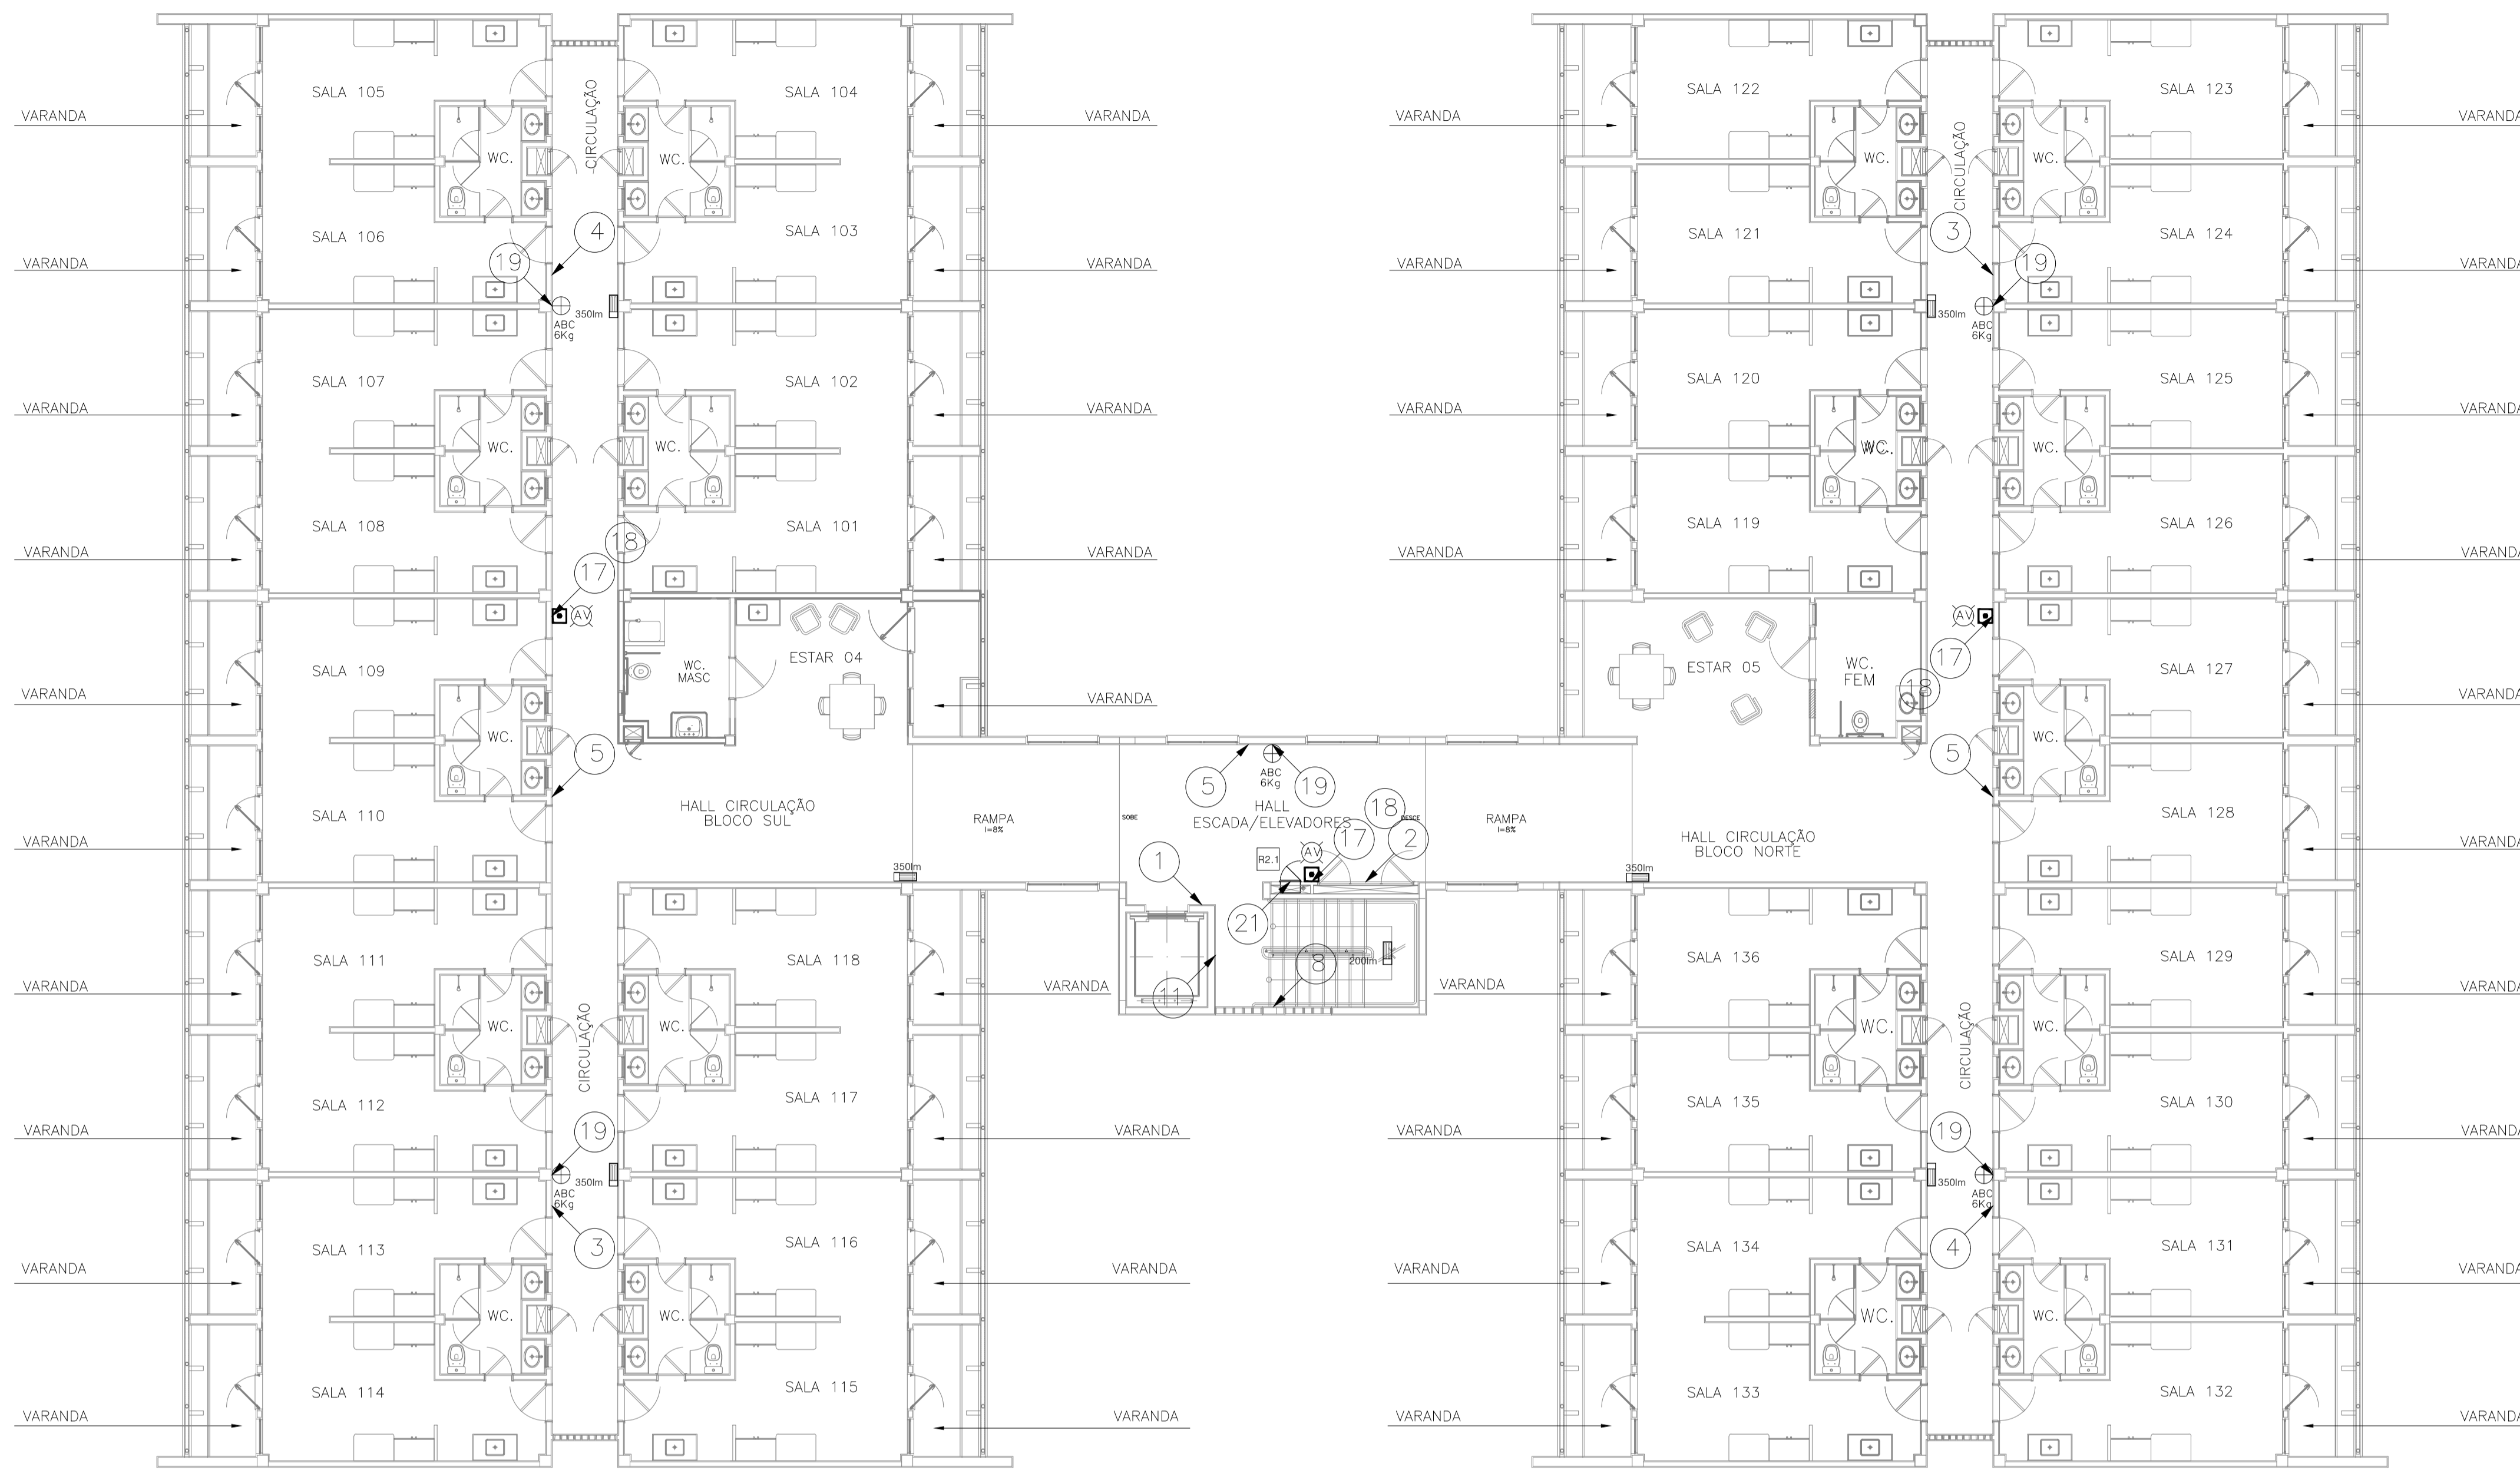 SALA 105
CIRCULAÇÃO
SALA 104
VARANDA
VARANDA
WC.
WC.
SALA 106
4
SALA 103
19
VARANDA
VARANDA
350lm
ABC
6Kg
SALA 107
SALA 102
VARANDA
VARANDA
WC.
WC.
SALA 108
SALA 101
18
VARANDA
VARANDA
17
AV
SALA 109
WC.
MASC
ESTAR 04
VARANDA
VARANDA
WC.
5
SALA 110
HALL CIRCULAÇÃO
BLOCO SUL
VARANDA
350lm
SALA 111
SALA 118
VARANDA
VARANDA
WC.
CIRCULAÇÃO
WC.
SALA 112
SALA 117
VARANDA
VARANDA
19
350lm
ABC
6Kg
3
SALA 113
SALA 116
VARANDA
VARANDA
WC.
WC.
SALA 114
SALA 115
VARANDA
VARANDA
RAMPA
I=8%
SOBE
5
ABC
6Kg
19
HALL
ESCADA/ELEVADORES
18
DESCE
17
2
AV
R2.1
1
21
8
200lm
11
RAMPA
I=8%
SALA 122
CIRCULAÇÃO
SALA 123
VARANDA
VARANDA
WC.
WC.
SALA 121
3
SALA 124
19
VARANDA
VARANDA
350lm
ABC
6Kg
SALA 120
SALA 125
VARANDA
VARANDA
WC.
WC.
SALA 119
SALA 126
VARANDA
VARANDA
AV
17
ESTAR 05
WC.
FEM
18
SALA 127
VARANDA
WC.
5
SALA 128
HALL CIRCULAÇÃO
BLOCO NORTE
VARANDA
350lm
SALA 136
SALA 129
VARANDA
VARANDA
WC.
CIRCULAÇÃO
WC.
SALA 135
SALA 130
VARANDA
VARANDA
19
350lm
ABC
6Kg
4
SALA 134
SALA 131
VARANDA
VARANDA
WC.
WC.
SALA 133
SALA 132
VARANDA
VARANDA